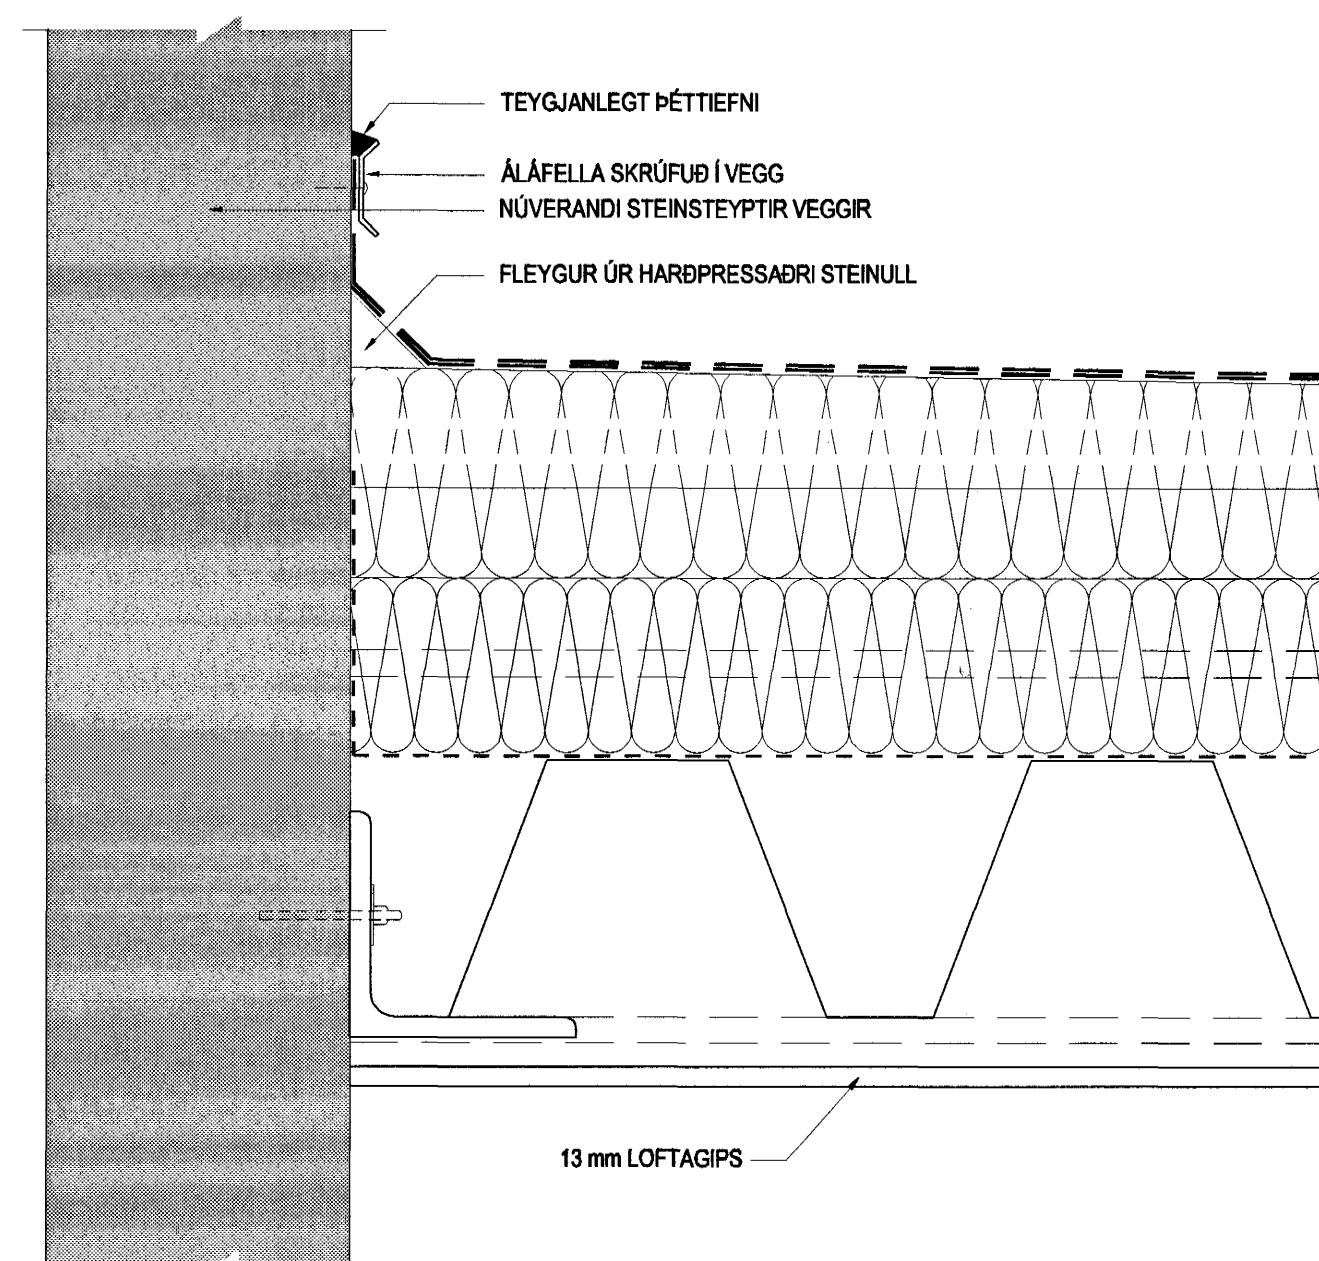 TEYGJANLEGT ÞÉTTIEFNI
ÁLÁFELLA SKRÚFUÐ Í VEGG
NÚVERANDI STEINSTEYPTIR VEGGIR
FLEYGUR ÚR HARÐPRESSAÐRI STEINULL
13 mm LOFTAGIPS